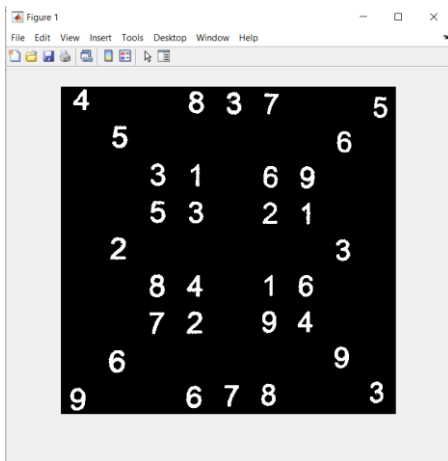 Figure 1
File Edit View Insert Tools Desktop Window Help
4 8 3 7 5
5 6
3 1 6 9
5 3 2 1
2 3
8 4 1 6
7 2 9 4
6 9
9 6 7 8 3